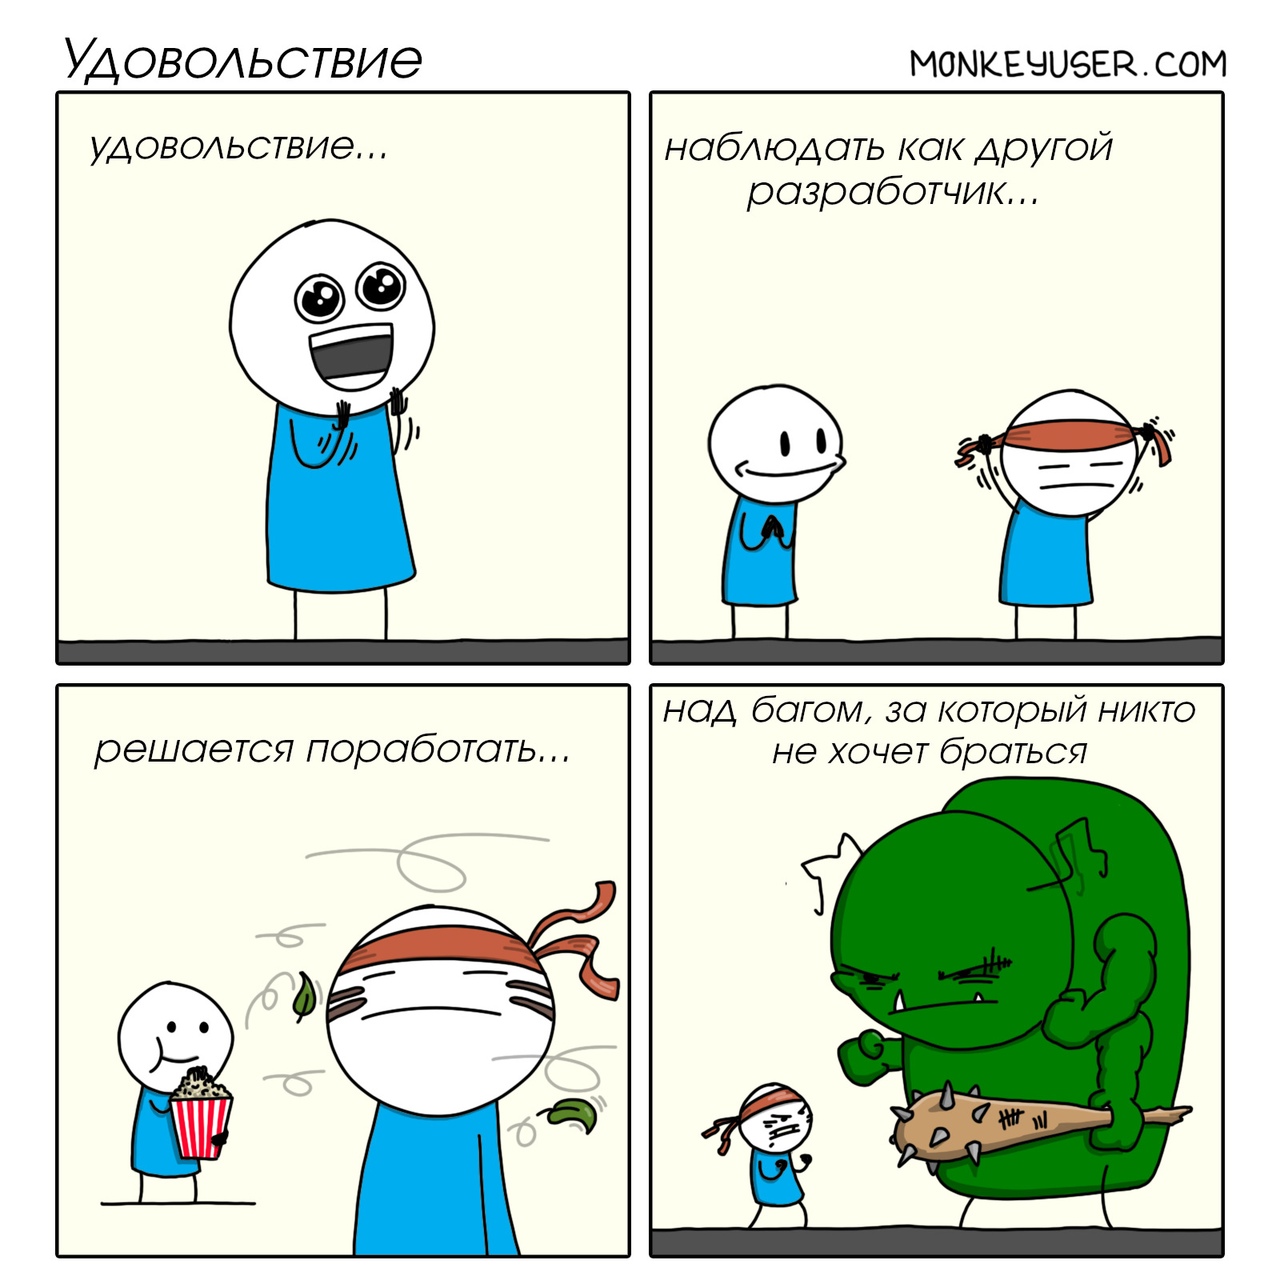 Удовольствие
MONKEYUSER.COM
удовольствие...
наблюдать как другой
разработчик...
решается поработать...
над багом, за который никто
не хочет браться